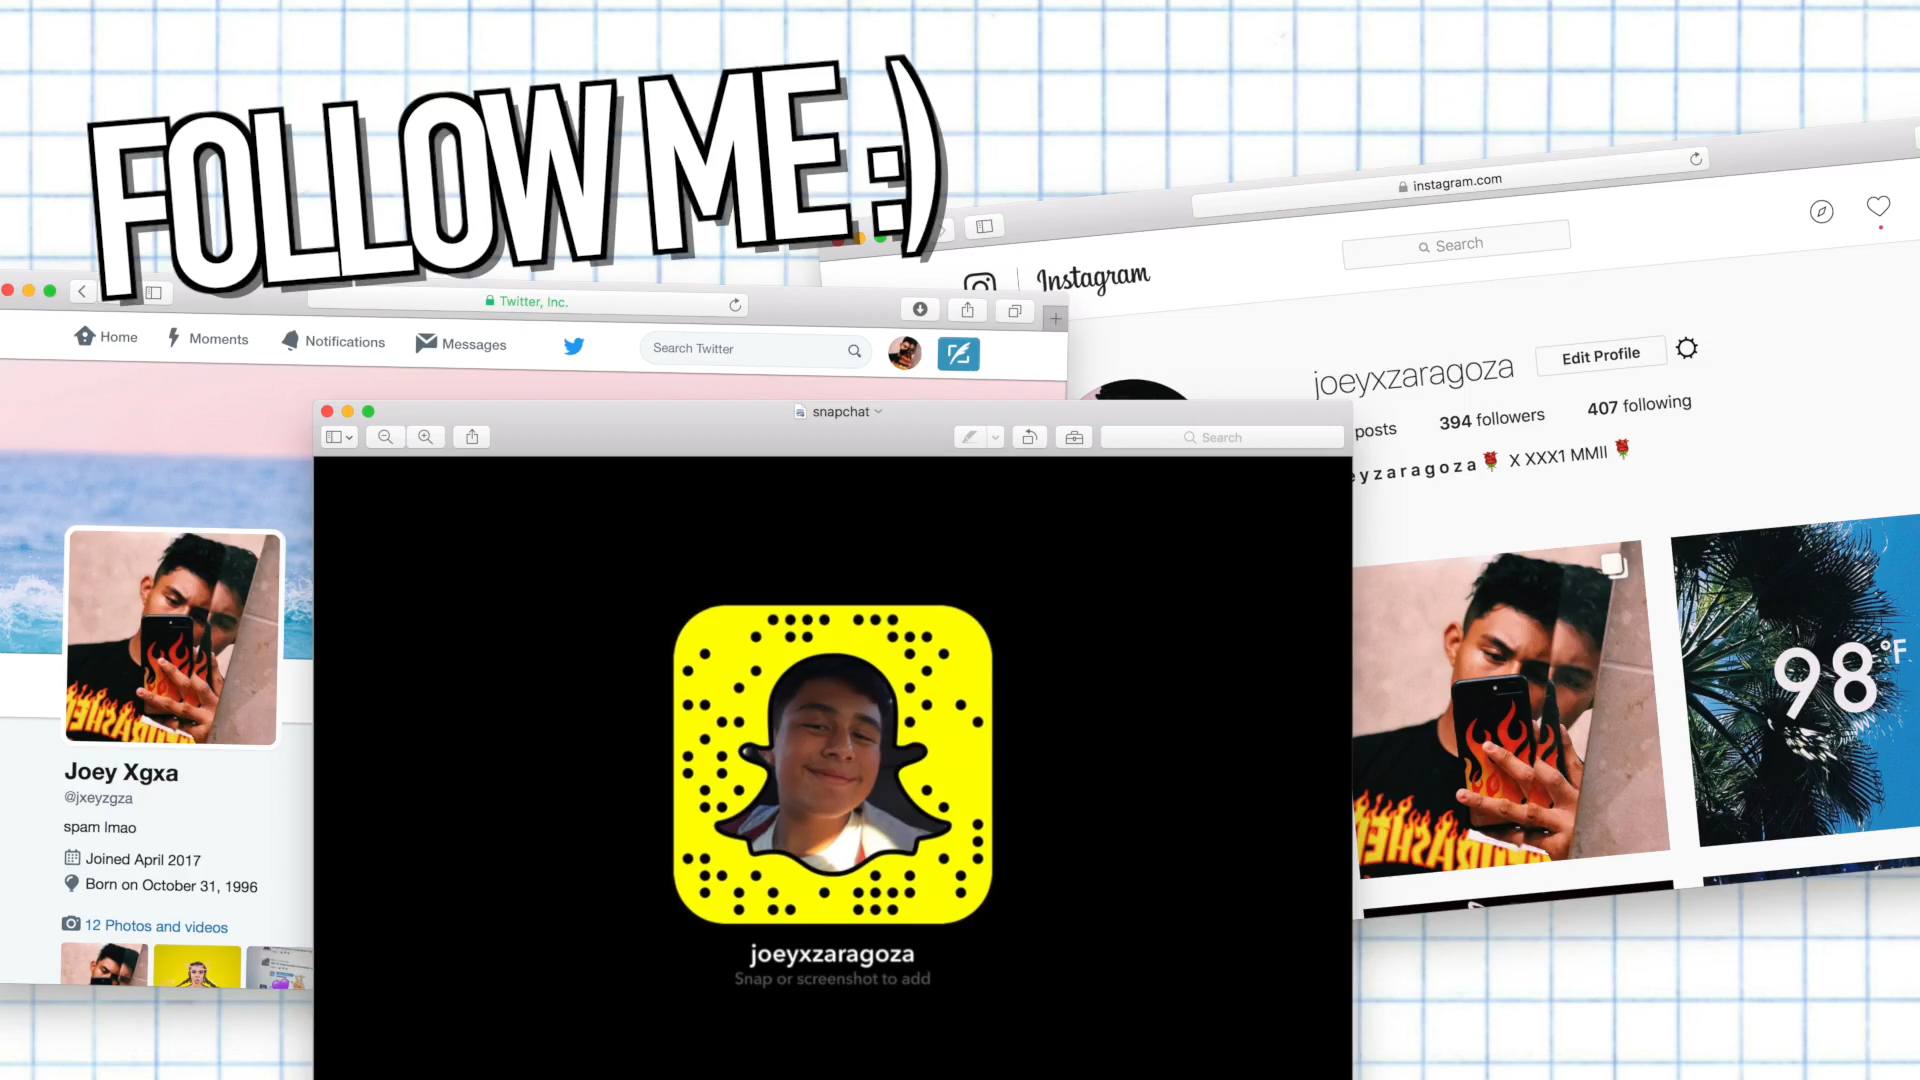 FOLLOW ME :)
instagram.com
Search
Instagram
joeyxzaragoza
Edit Profile
posts
394 followers
407 following
eyzaragoza🌹 X XXX1 MMII 🌹
98°F
Twitter, Inc.
Home
Moments
Notifications
Messages
Search Twitter
Joey Xgxa
@jxeyzgza
spam lmao
Joined April 2017
Born on October 31, 1996
12 Photos and videos
snapchat
Search
joeyxzaragoza
Snap or screenshot to add